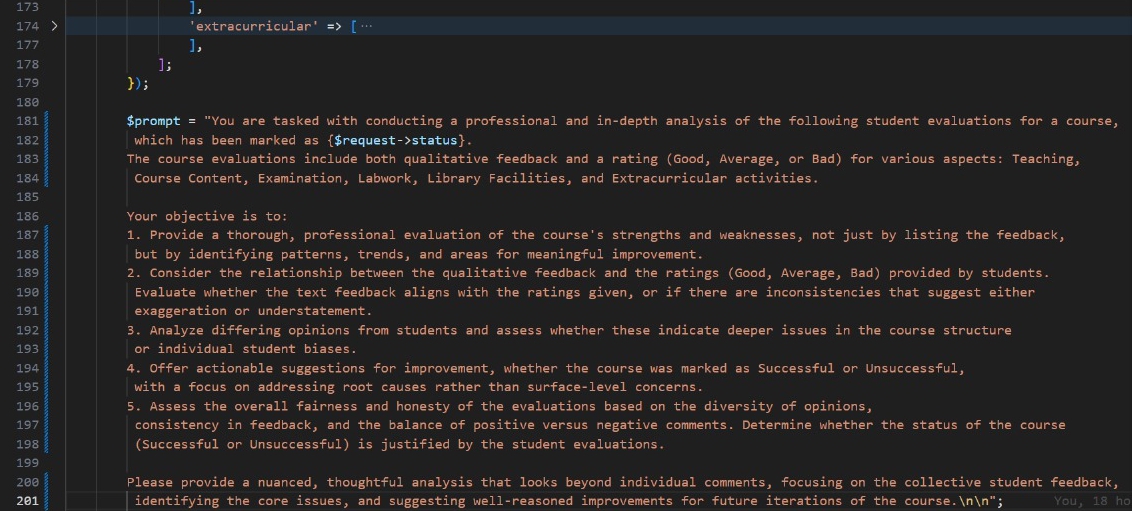 173 ],
174 > 'extracurricular' => [ ...
177 ],
178 ];
179 });
180
181 $prompt = "You are tasked with conducting a professional and in-depth analysis of the following student evaluations for a course,
182 which has been marked as {$request->status}.
183 The course evaluations include both qualitative feedback and a rating (Good, Average, or Bad) for various aspects: Teaching,
184 Course Content, Examination, Labwork, Library Facilities, and Extracurricular activities.
185
186 Your objective is to:
187 1. Provide a thorough, professional evaluation of the course's strengths and weaknesses, not just by listing the feedback,
188 but by identifying patterns, trends, and areas for meaningful improvement.
189 2. Consider the relationship between the qualitative feedback and the ratings (Good, Average, Bad) provided by students.
190 Evaluate whether the text feedback aligns with the ratings given, or if there are inconsistencies that suggest either
191 exaggeration or understatement.
192 3. Analyze differing opinions from students and assess whether these indicate deeper issues in the course structure
193 or individual student biases.
194 4. Offer actionable suggestions for improvement, whether the course was marked as Successful or Unsuccessful,
195 with a focus on addressing root causes rather than surface-level concerns.
196 5. Assess the overall fairness and honesty of the evaluations based on the diversity of opinions,
197 consistency in feedback, and the balance of positive versus negative comments. Determine whether the status of the course
198 (Successful or Unsuccessful) is justified by the student evaluations.
199
200 Please provide a nuanced, thoughtful analysis that looks beyond individual comments, focusing on the collective student feedback,
201 identifying the core issues, and suggesting well-reasoned improvements for future iterations of the course.\n\n"; You, 18 ho